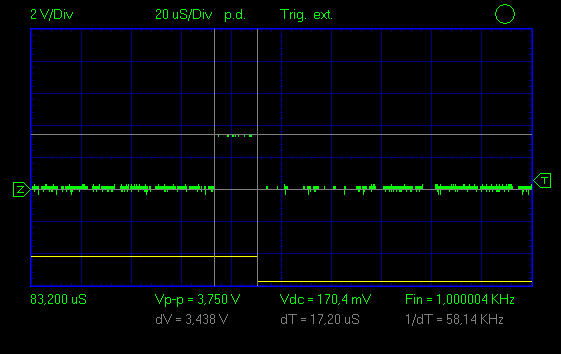 2 V/Div 20 uS/Div p.d. Trig. ext.
Z
T
83,200 uS Vp-p = 3,750 V Vdc = 170,4 mV Fin = 1,000004 KHz
dV = 3,438 V dT = 17,20 uS 1/dT = 58,14 KHz